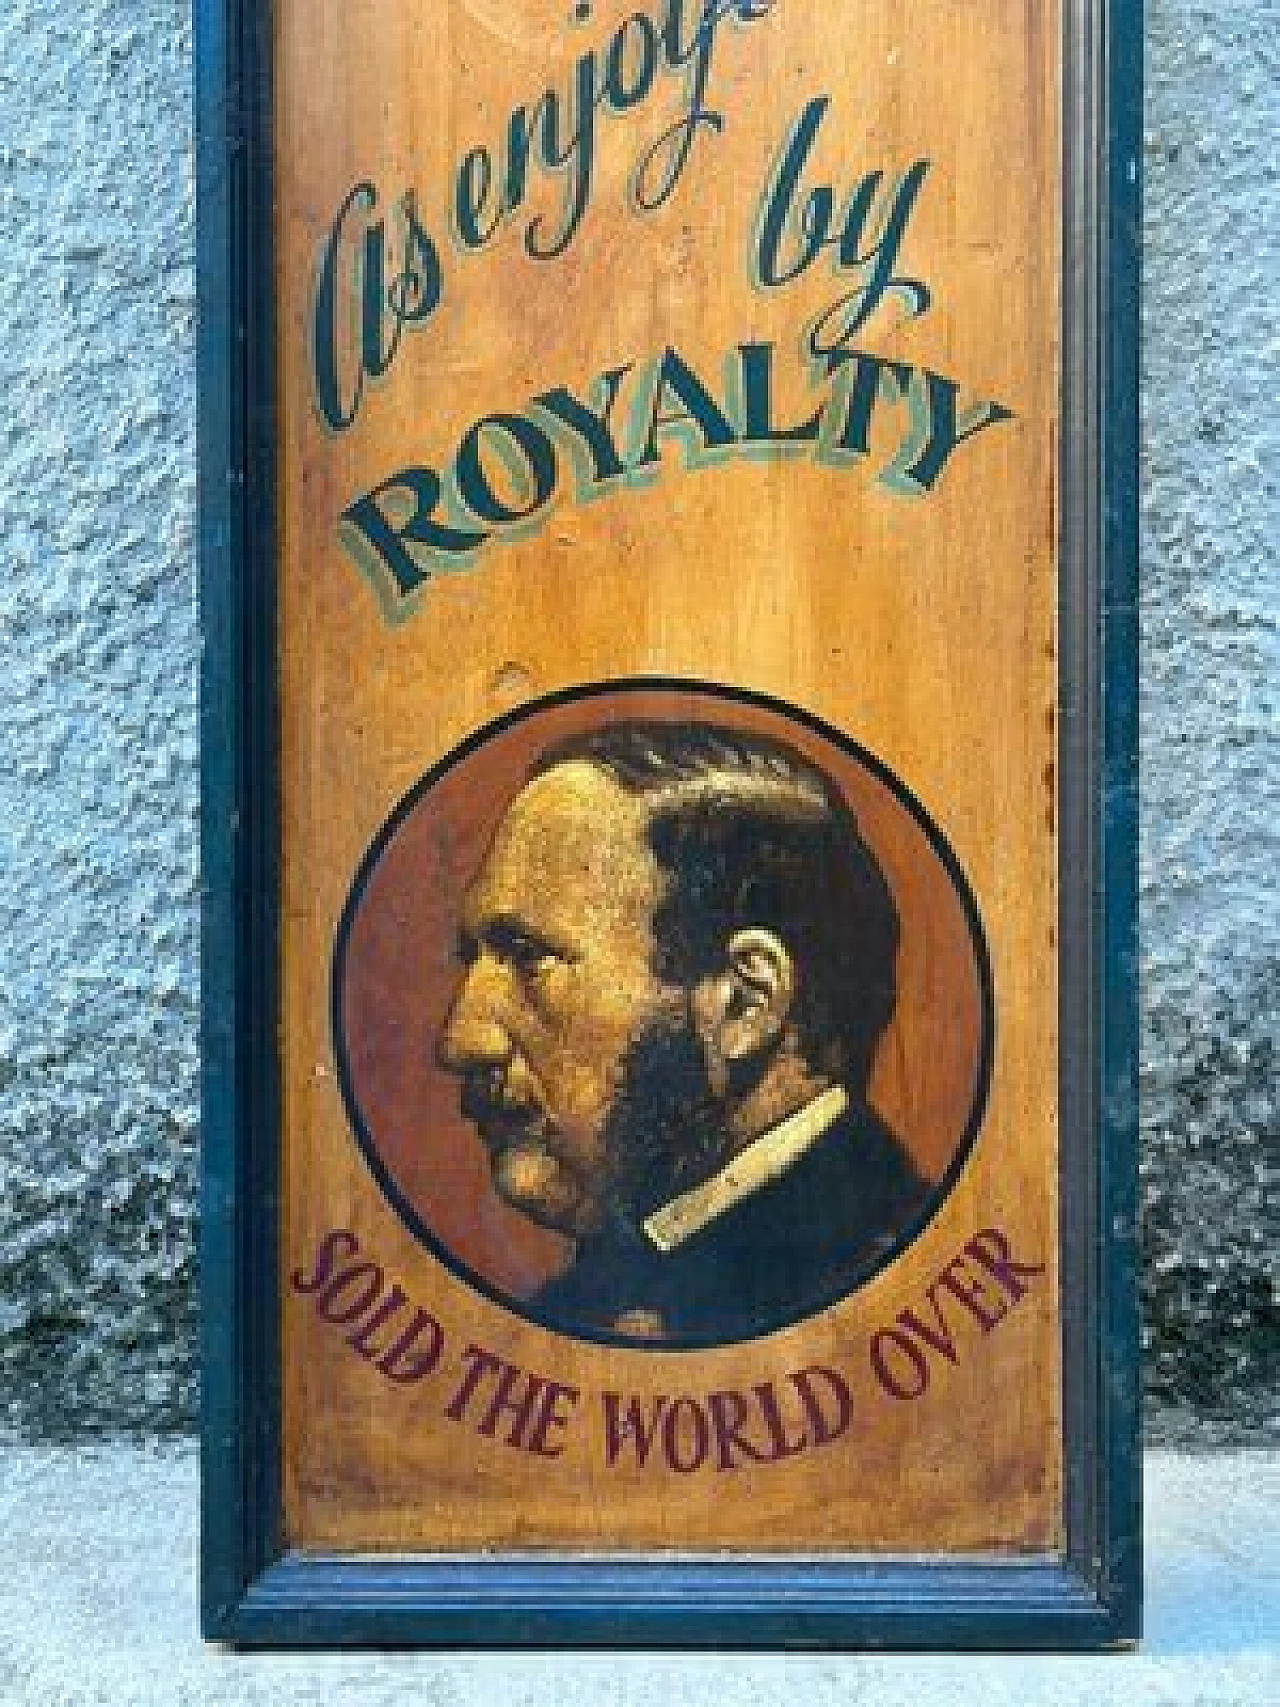 As enjoy
by
ROYALTY
SOLD THE WORLD OVER